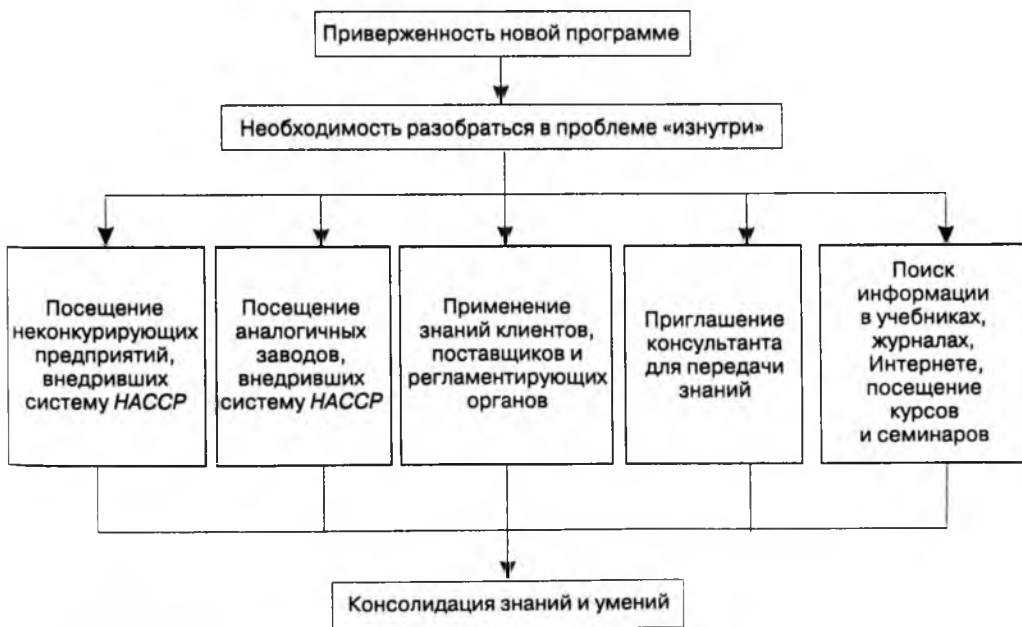 Приверженность новой программе
Необходимость разобраться в проблеме «изнутри»
Посещение
неконкурирующих
предприятий,
внедривших
систему HACCP
Посещение
аналогичных
заводов,
внедривших
систему HACCP
Применение
знаний клиентов,
поставщиков и
регламентирующих
органов
Приглашение
консультанта
для передачи
знаний
Поиск
информации
в учебниках,
журналах,
Интернете,
посещение
курсов
и семинаров
Консолидация знаний и умений